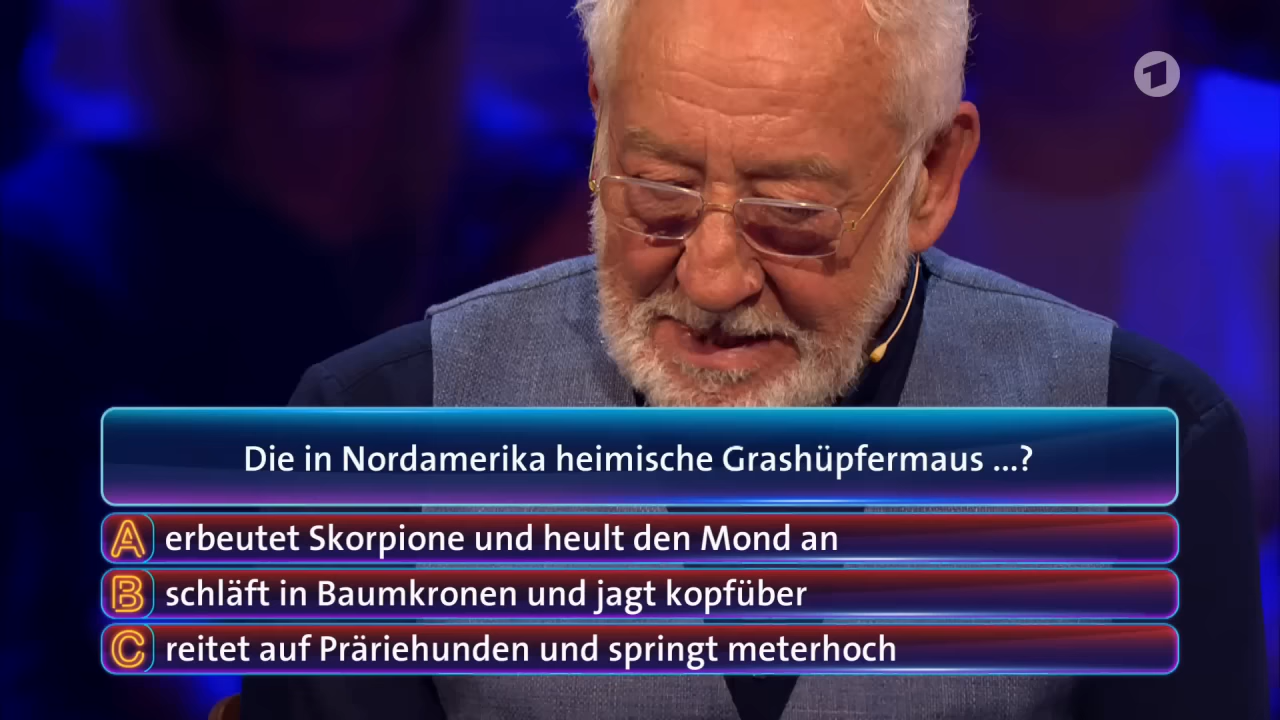 Die in Nordamerika heimische Grashüpfermaus ...?
A erbeutet Skorpione und heult den Mond an
B schläft in Baumkronen und jagt kopfüber
C reitet auf Präriehunden und springt meterhoch